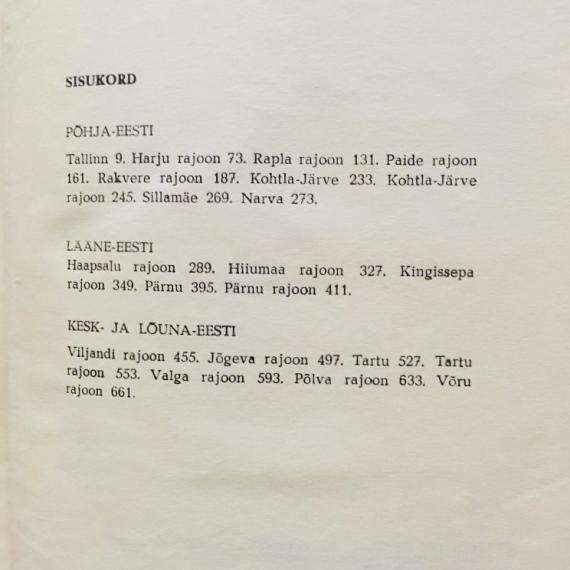 SISUKORD
PÕHJA-EESTI
Tallinn 9. Harju rajoon 73. Rapla rajoon 131. Paide rajoon
161. Rakvere rajoon 187. Kohtla-Järve 233. Kohtla-Järve
rajoon 245. Sillamäe 269. Narva 273.
LÄÄNE-EESTI
Haapsalu rajoon 289. Hiiumaa rajoon 327. Kingissepa
rajoon 349. Pärnu 395. Pärnu rajoon 411.
KESK- JA LÕUNA-EESTI
Viljandi rajoon 455. Jõgeva rajoon 497. Tartu 527. Tartu
rajoon 553. Valga rajoon 593. Põlva rajoon 633. Võru
rajoon 661.